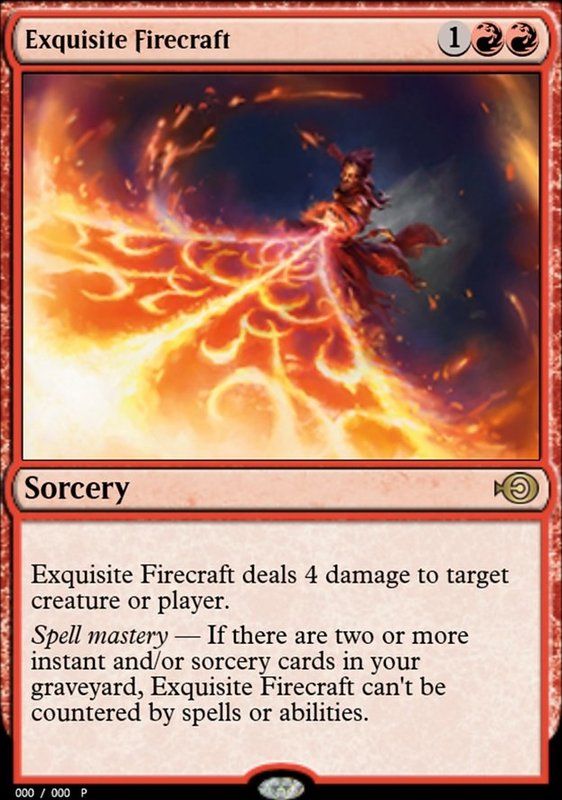 Exquisite Firecraft 1
Sorcery
Exquisite Firecraft deals 4 damage to target
creature or player.
Spell mastery — If there are two or more
instant and/or sorcery cards in your
graveyard, Exquisite Firecraft can't be
countered by spells or abilities.
000 / 000 P